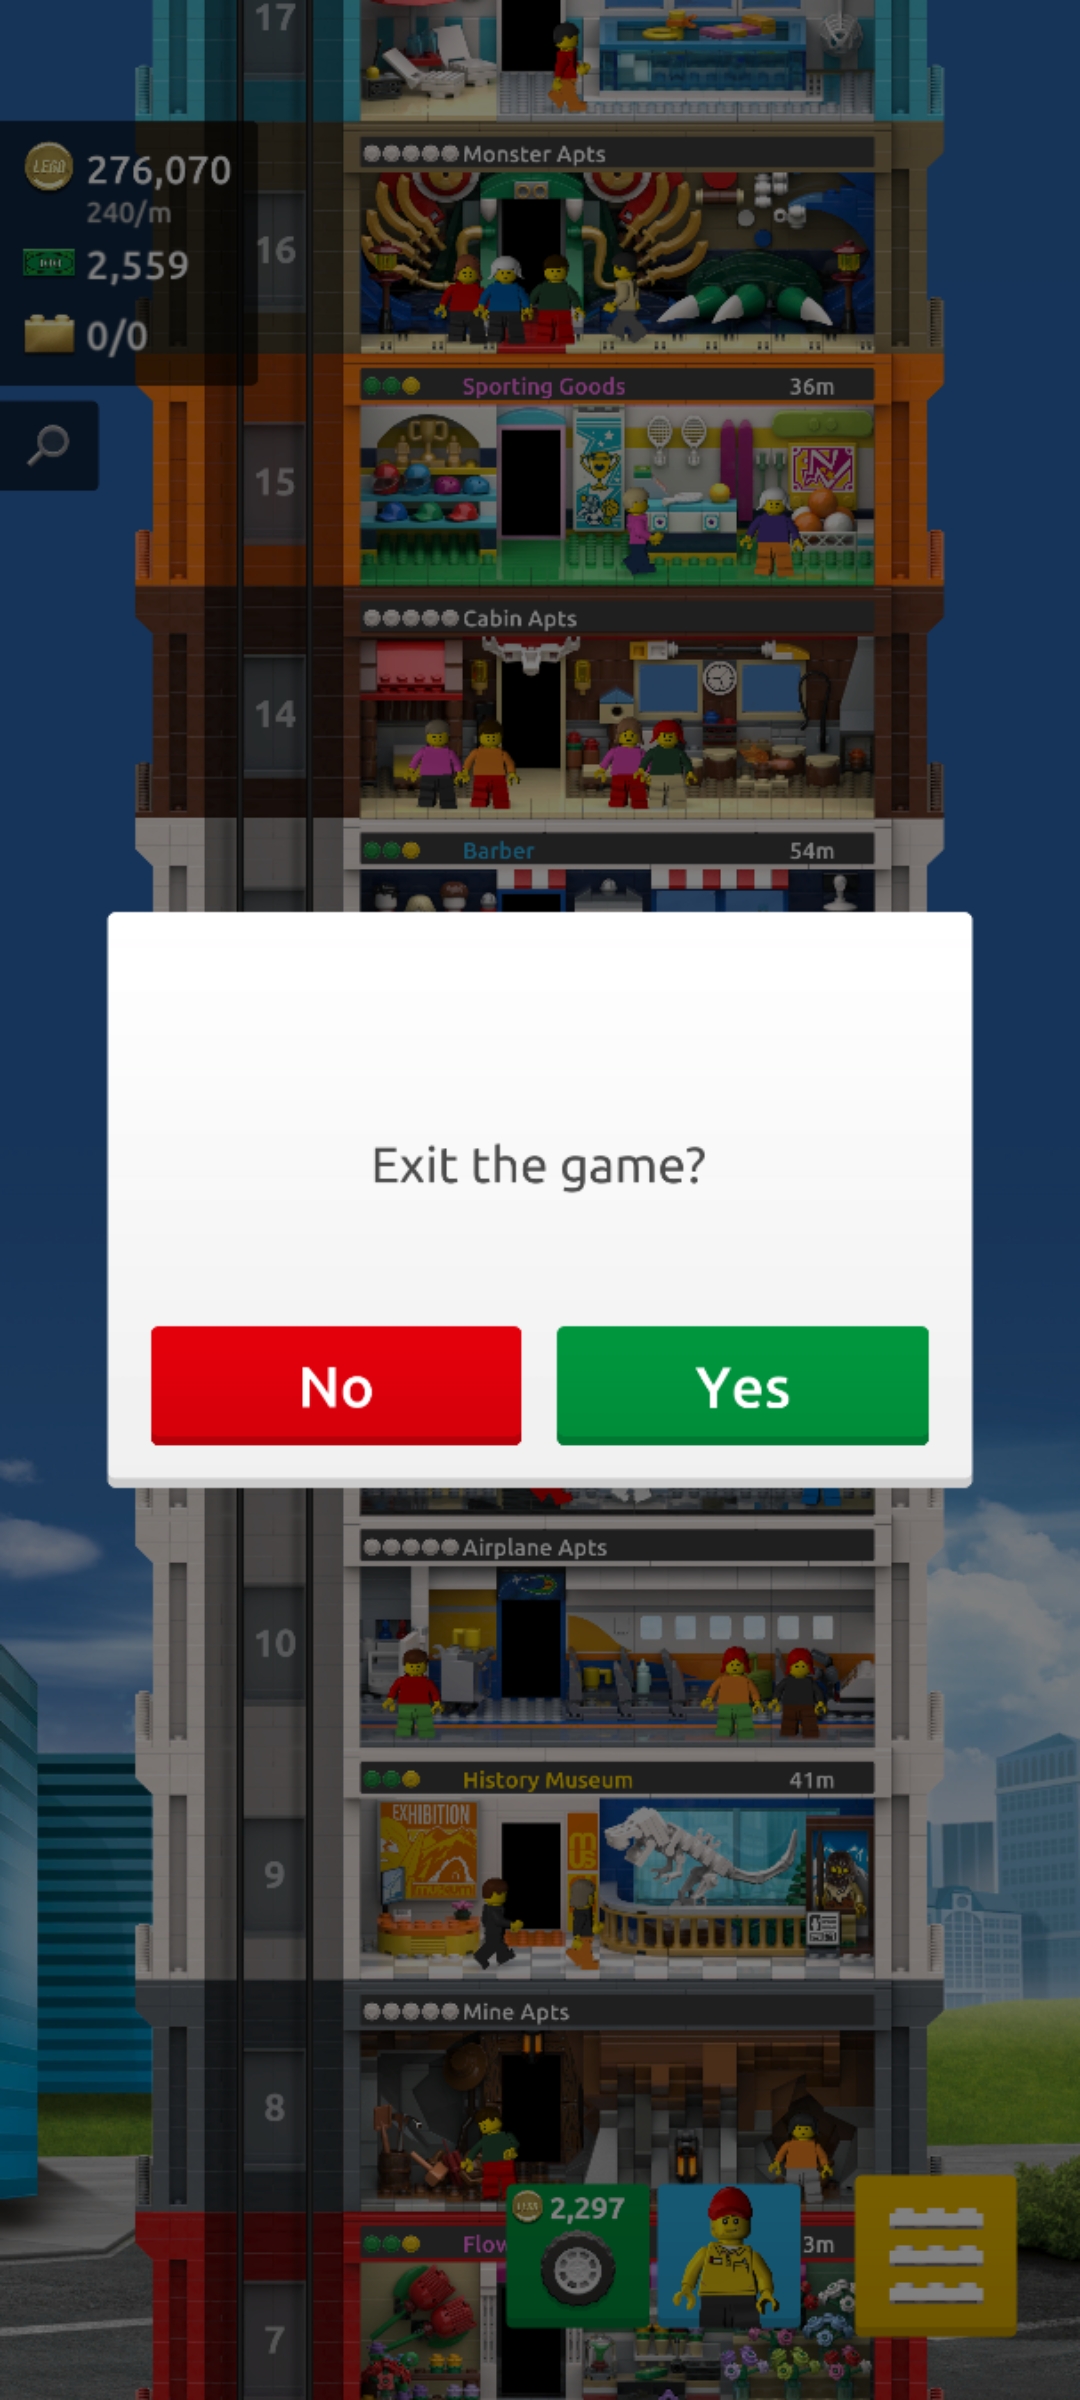 17
LEGO 276,070
240/m
2,559
0/0
Monster Apts
16
Sporting Goods 36m
15
Cabin Apts
14
Barber 54m
Exit the game?
No Yes
Airplane Apts
10
History Museum 41m
EXHIBITION
museum
9
Mine Apts
8
2,297
Flow 3m
7